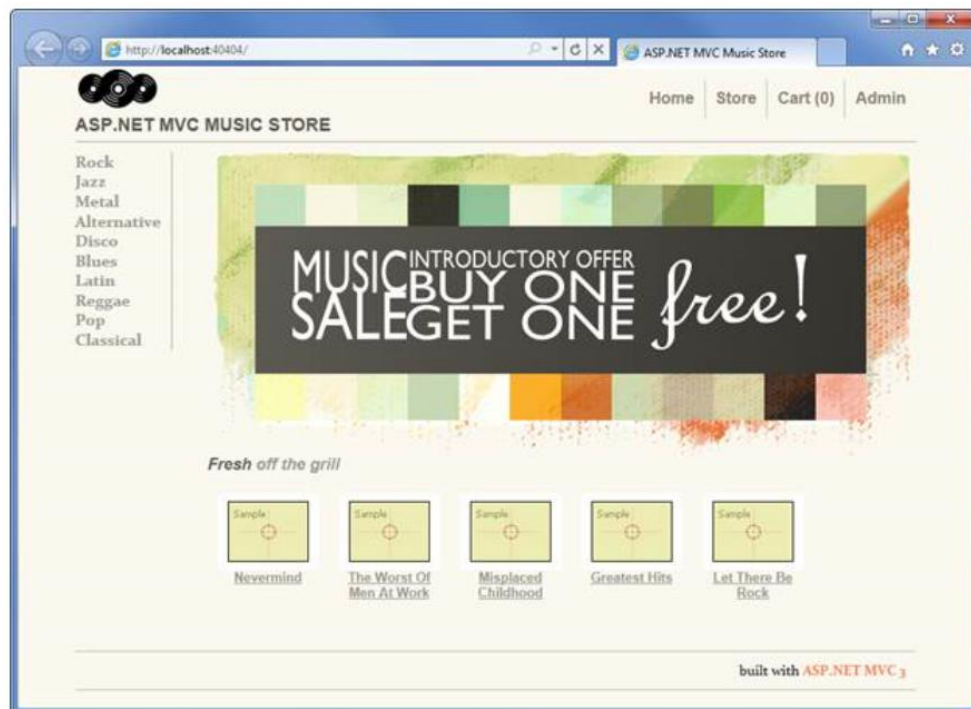 http://localhost:40404/
ASP.NET MVC Music Store
Home Store Cart (0) Admin
ASP.NET MVC MUSIC STORE
Rock
Jazz
Metal
Alternative
Disco
Blues
Latin
Reggae
Pop
Classical
MUSIC SALE
INTRODUCTORY OFFER
BUY ONE
GET ONE
free!
Fresh off the grill
Sample Sample Sample Sample Sample
Nevermind
The Worst Of
Men At Work
Misplaced
Childhood
Greatest Hits
Let There Be
Rock
built with ASP.NET MVC 3